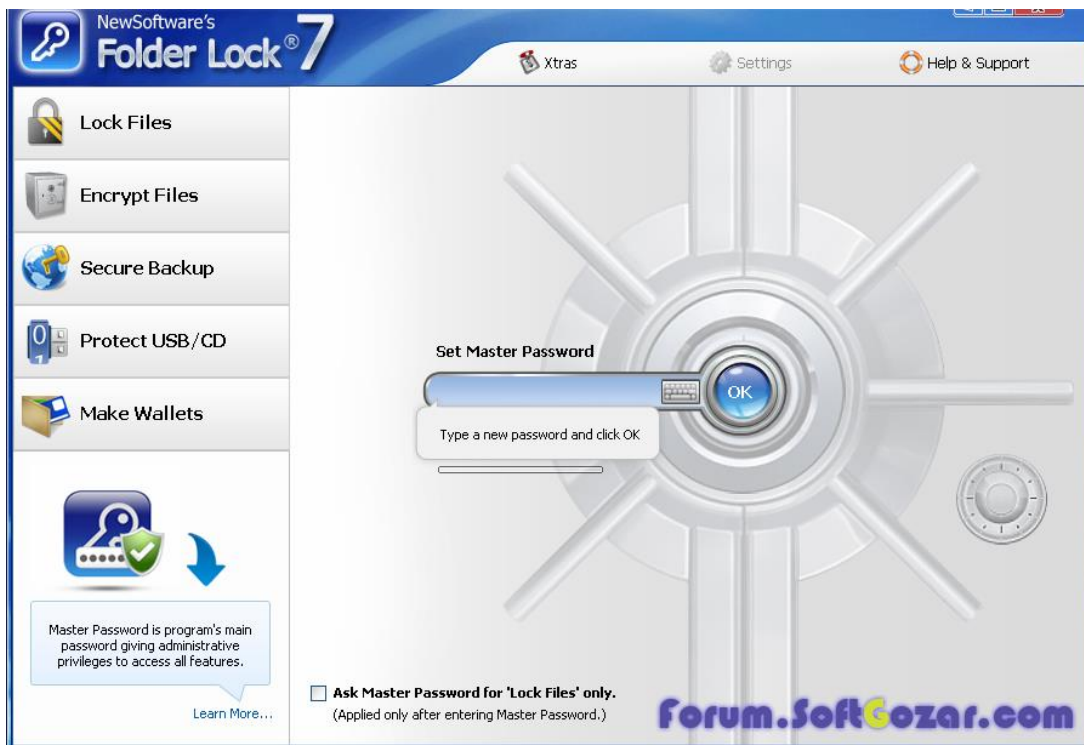 NewSoftware's
Folder Lock®7
Xtras
Settings
Help & Support
Lock Files
Encrypt Files
Secure Backup
Protect USB/CD
Make Wallets
Set Master Password
OK
Type a new password and click OK
Master Password is program's main
password giving administrative
privileges to access all features.
Learn More...
Ask Master Password for 'Lock Files' only.
(Applied only after entering Master Password.)
Forum.SoftGozar.com